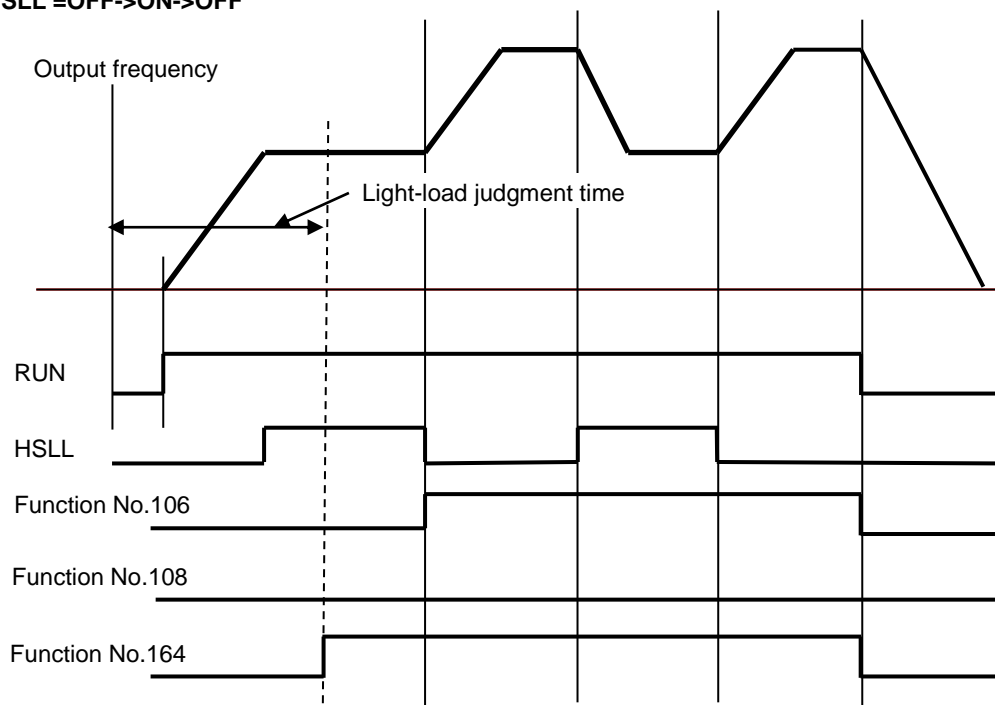 SLL =OFF->ON->OFF
Output frequency
Light-load judgment time
RUN
HSLL
Function No.106
Function No.108
Function No.164